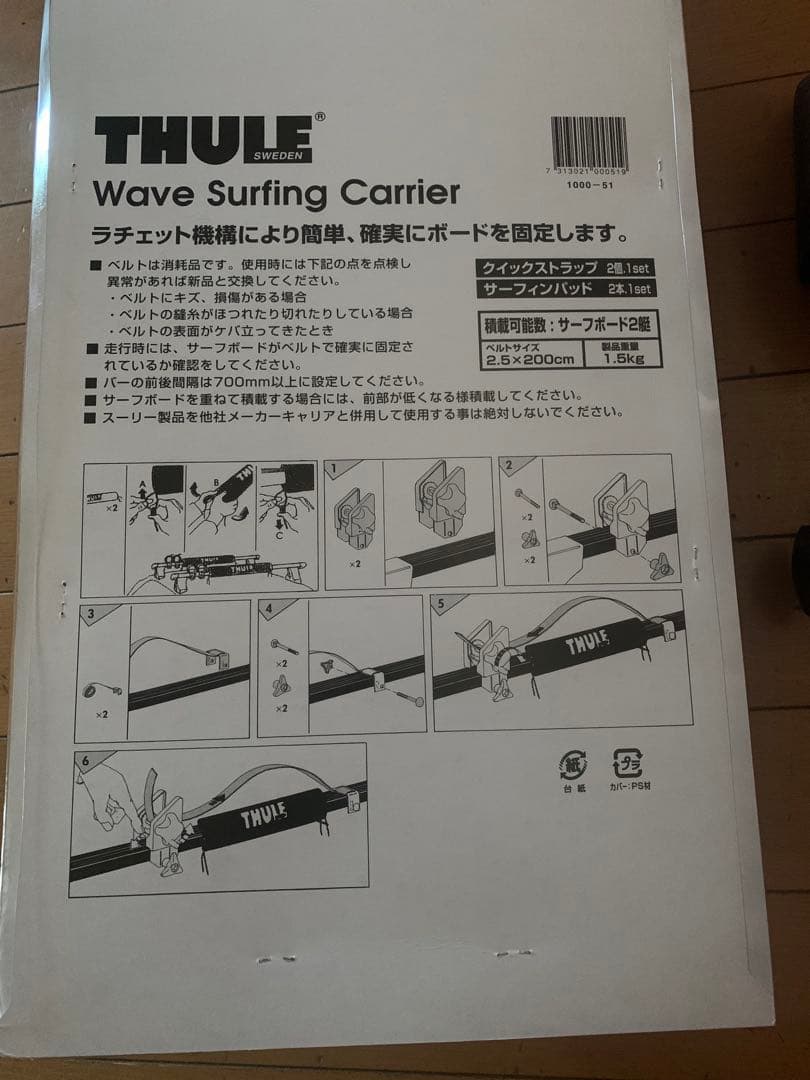 THULE®
SWEDEN
7 313021 000519
1000-51
Wave Surfing Carrier
ラチェット機構により簡単、確実にボードを固定します。
■ ベルトは消耗品です。使用時には下記の点を点検し
異常があれば新品と交換してください。
・ベルトにキズ、損傷がある場合
・ベルトの縫糸がほつれたり切れたりしている場合
・ベルトの表面がケバ立ってきたとき
■ 走行時には、サーフボードがベルトで確実に固定さ
れているか確認をしてください。
■ バーの前後間隔は700mm以上に設定してください。
■ サーフボードを重ねて積載する場合には、前部が低くなる様積載してください。
■ スーリー製品を他社メーカーキャリアと併用して使用する事は絶対しないでください。
クイックストラップ 2個.1set
サーフィンパッド 2本.1set
積載可能数：サーフボード2艇
ベルトサイズ 製品重量
2.5×200cm 1.5kg
×2
A
B
C
THULE
THULE
1
×2
2
×2
×2
3
×2
4
×2
×2
5
THULE
6
THULE
紙
台 紙
プラ
カバー:PS材